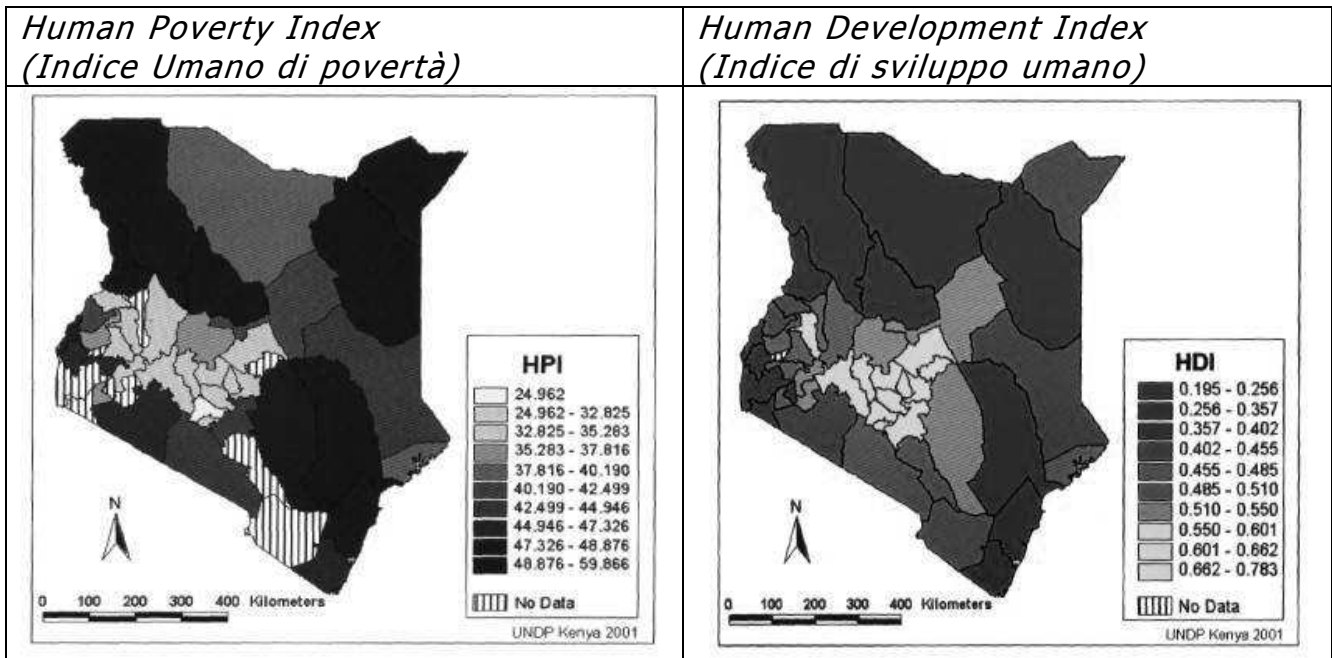 Human Poverty Index
(Indice Umano di povertà)
Human Development Index
(Indice di sviluppo umano)
HPI
24.962
24.962 - 32.825
32.825 - 35.283
35.283 - 37.816
37.816 - 40.190
40.190 - 42.499
42.499 - 44.946
44.946 - 47.326
47.326 - 48.876
48.876 - 59.866
No Data
N
0 100 200 300 400 Kilometers
UNDP Kenya 2001
HDI
0.195 - 0.256
0.256 - 0.357
0.357 - 0.402
0.402 - 0.455
0.455 - 0.485
0.485 - 0.510
0.510 - 0.550
0.550 - 0.601
0.601 - 0.662
0.662 - 0.783
No Data
N
0 100 200 300 400 Kilometers
UNDP Kenya 2001